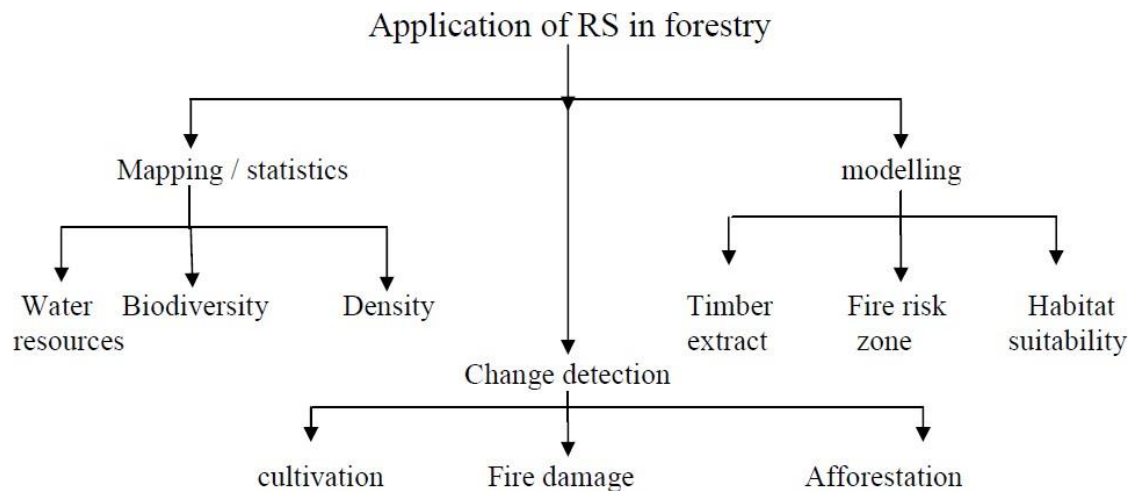 Application of RS in forestry
Mapping / statistics
modelling
Water
resources
Biodiversity
Density
Timber
extract
Fire risk
zone
Habitat
suitability
Change detection
cultivation
Fire damage
Afforestation